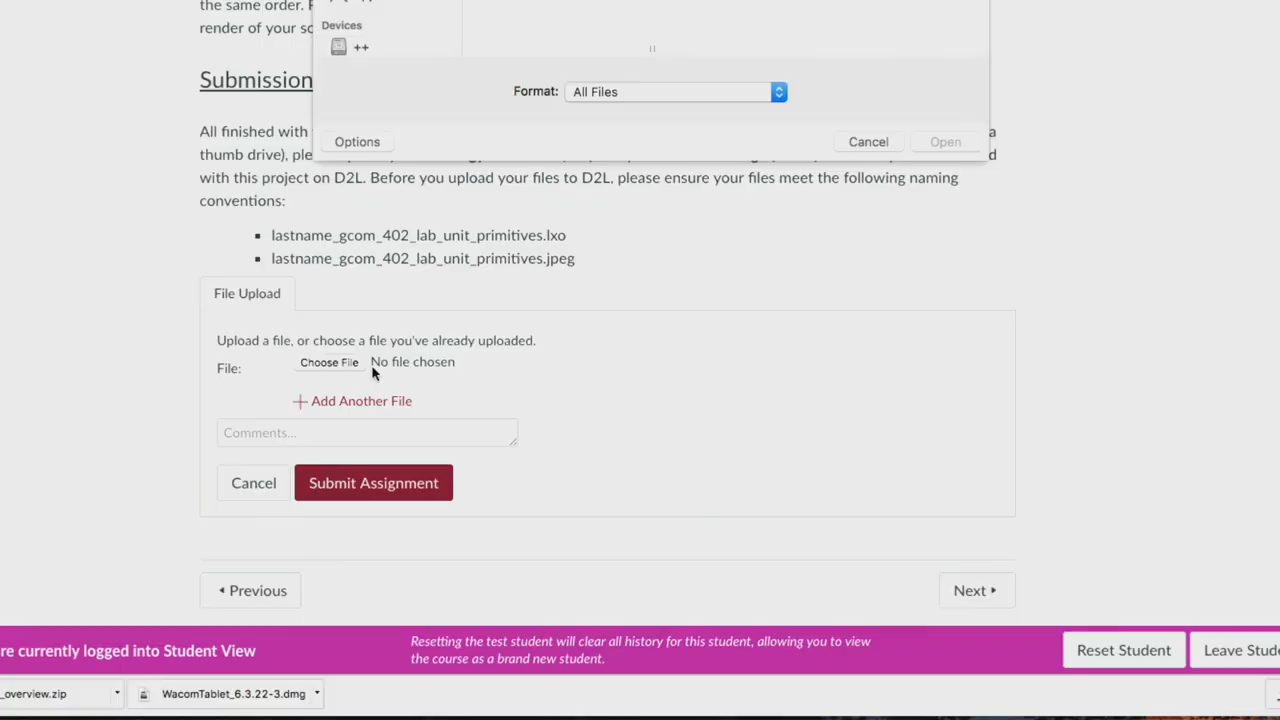 the same order.
render of your sc
Devices
++
Format: All Files
Submission
Options Cancel Open
All finished with a
thumb drive), ple d
with this project on D2L. Before you upload your files to D2L, please ensure your files meet the following naming
conventions:
▪ lastname_gcom_402_lab_unit_primitives.lxo
▪ lastname_gcom_402_lab_unit_primitives.jpeg
File Upload
Upload a file, or choose a file you've already uploaded.
File: Choose File No file chosen
+ Add Another File
Comments...
Cancel Submit Assignment
Previous Next
re currently logged into Student View
Resetting the test student will clear all history for this student, allowing you to view
the course as a brand new student.
Reset Student Leave Stude
_overview.zip WacomTablet_6.3.22-3.dmg